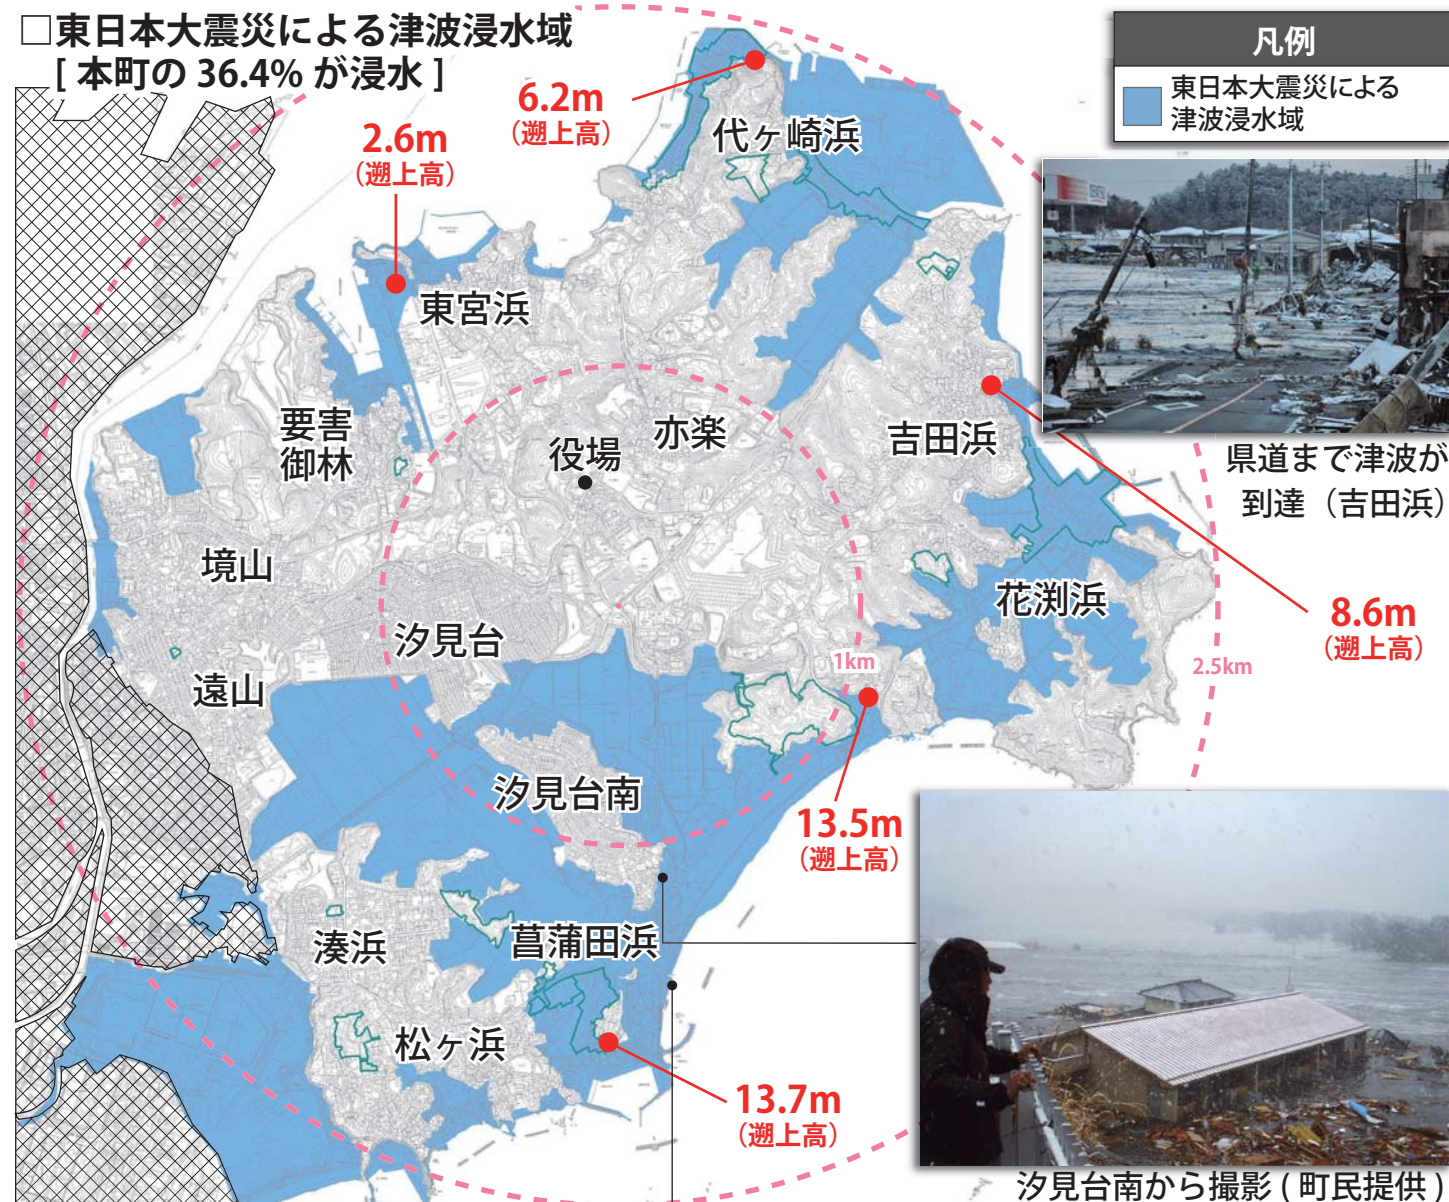 □東日本大震災による津波浸水域
[ 本町の 36.4% が浸水 ]
凡例
東日本大震災による
津波浸水域
6.2m
(遡上高)
代ヶ崎浜
2.6m
(遡上高)
東宮浜
要害
御林
役場
亦楽
吉田浜
県道まで津波が
到達（吉田浜）
境山
花渕浜
8.6m
(遡上高)
汐見台
1km
2.5km
遠山
汐見台南
13.5m
(遡上高)
湊浜
菖蒲田浜
松ヶ浜
13.7m
(遡上高)
汐見台南から撮影 ( 町民提供 )